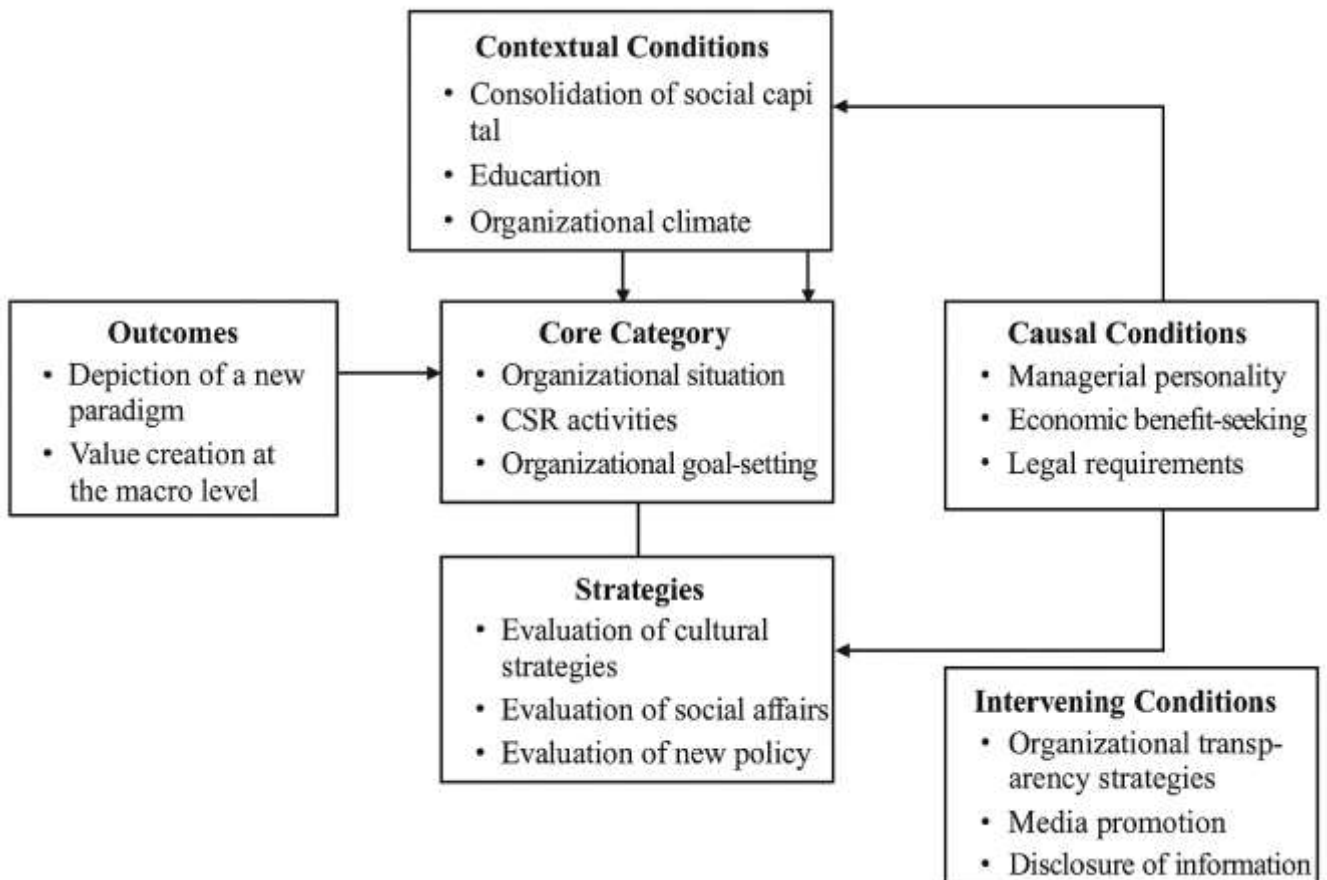 Contextual Conditions
• Consolidation of social capi
tal
• Educartion
• Organizational climate
Outcomes
• Depiction of a new
paradigm
• Value creation at
the macro level
Core Category
• Organizational situation
• CSR activities
• Organizational goal-setting
Causal Conditions
• Managerial personality
• Economic benefit-seeking
• Legal requirements
Strategies
• Evaluation of cultural
strategies
• Evaluation of social affairs
• Evaluation of new policy
Intervening Conditions
• Organizational transp-
arency strategies
• Media promotion
• Disclosure of information